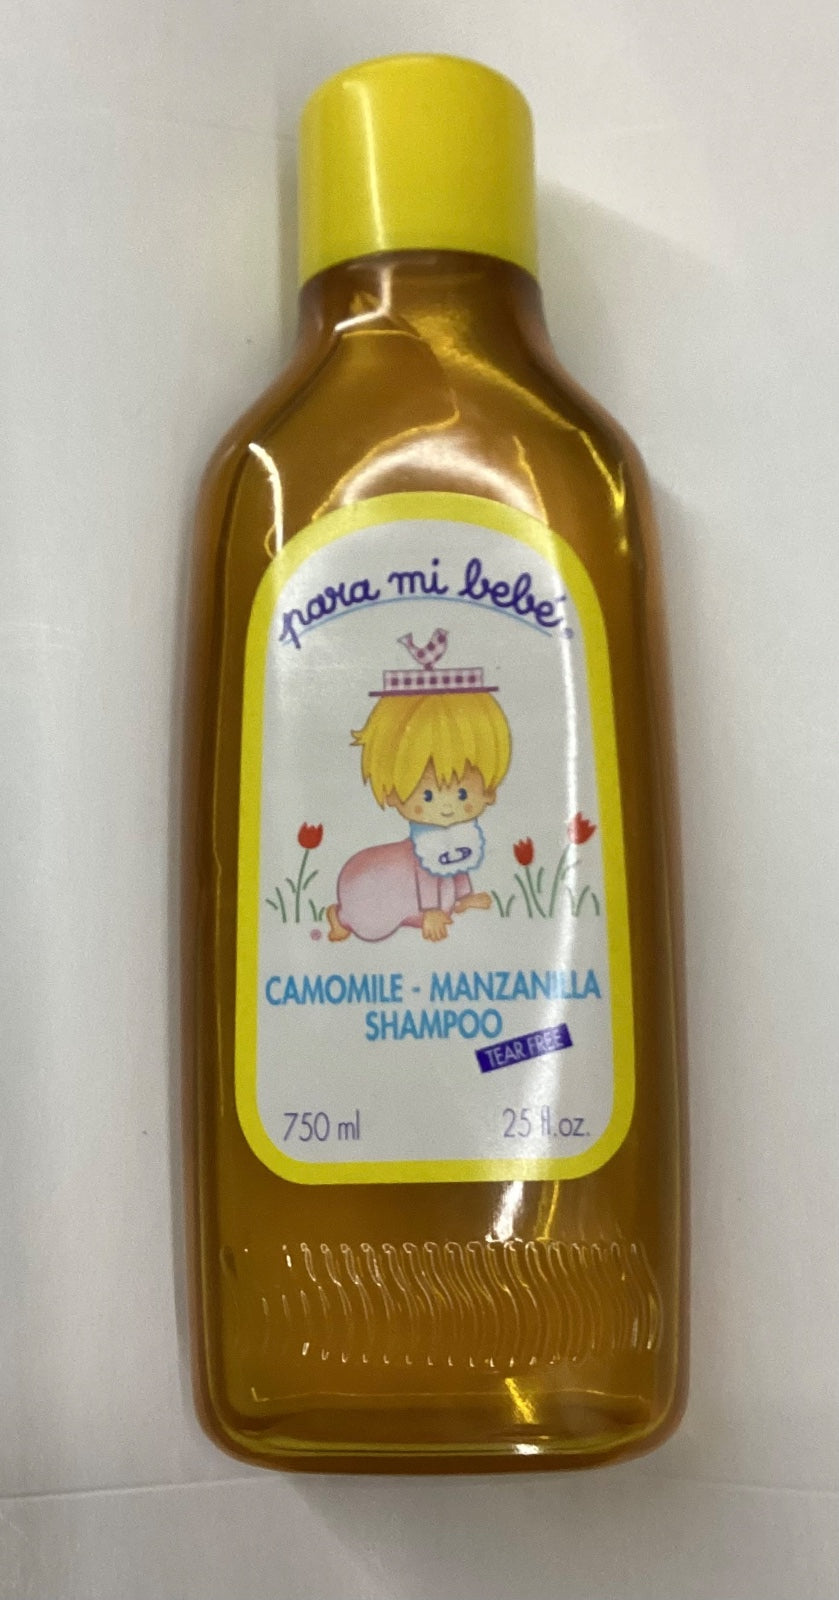 para mi bebé®
®
CAMOMILE - MANZANILLA
SHAMPOO
TEAR FREE
750 ml 25 fl.oz.